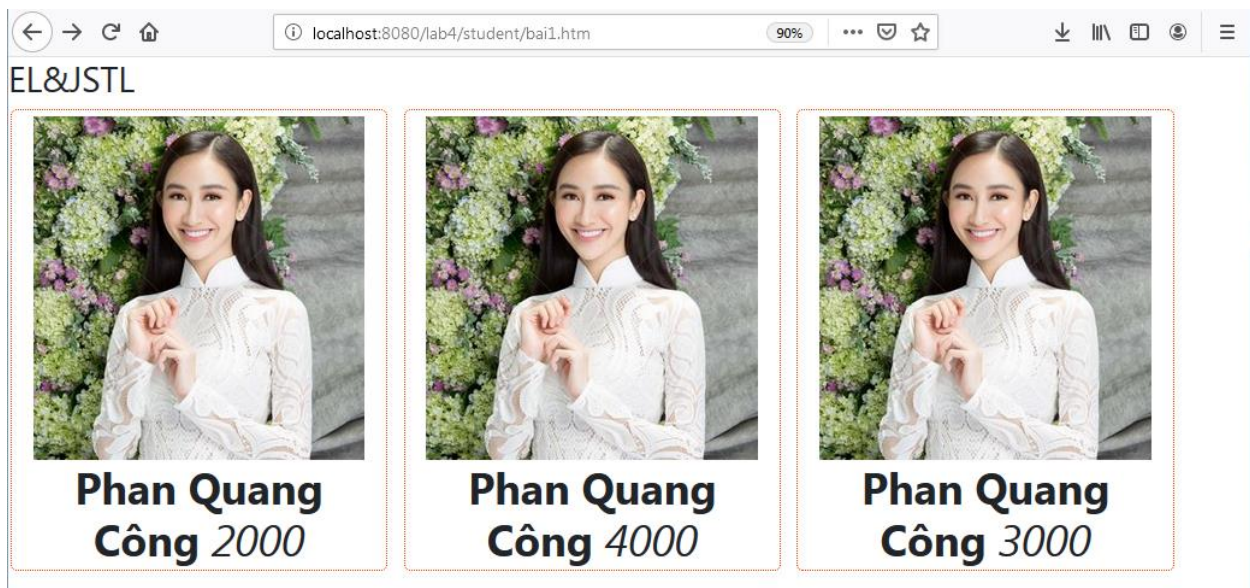 localhost:8080/lab4/student/bai1.htm 90%
EL&JSTL
Phan Quang
Công 2000
Phan Quang
Công 4000
Phan Quang
Công 3000